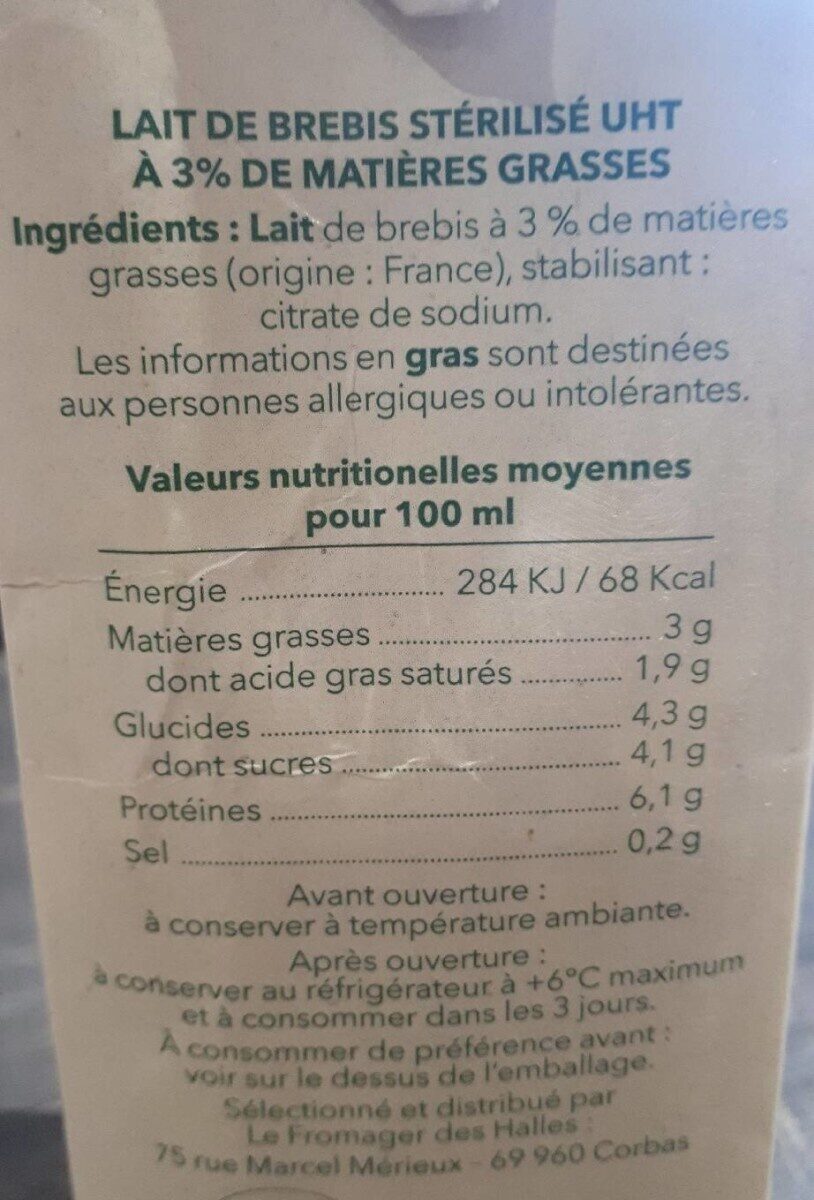 LAIT DE BREBIS STÉRILISÉ UHT
À 3% DE MATIÈRES GRASSES
Ingrédients : Lait de brebis à 3 % de matières
grasses (origine : France), stabilisant :
citrate de sodium.
Les informations en gras sont destinées
aux personnes allergiques ou intolérantes.
Valeurs nutritionelles moyennes
pour 100 ml
Énergie ........................ 284 KJ / 68 Kcal
Matières grasses ........................ 3 g
dont acide gras saturés ............ 1,9 g
Glucides ........................ 4,3 g
dont sucres ........................ 4,1 g
Protéines ........................ 6,1 g
Sel ........................ 0,2 g
Avant ouverture :
à conserver à température ambiante.
Après ouverture :
à conserver au réfrigérateur à +6°C maximum
et à consommer dans les 3 jours.
À consommer de préférence avant :
voir sur le dessus de l'emballage.
Sélectionné et distribué par
Le Fromager des Halles :
75 rue Marcel Mérieux - 69 960 Corbas